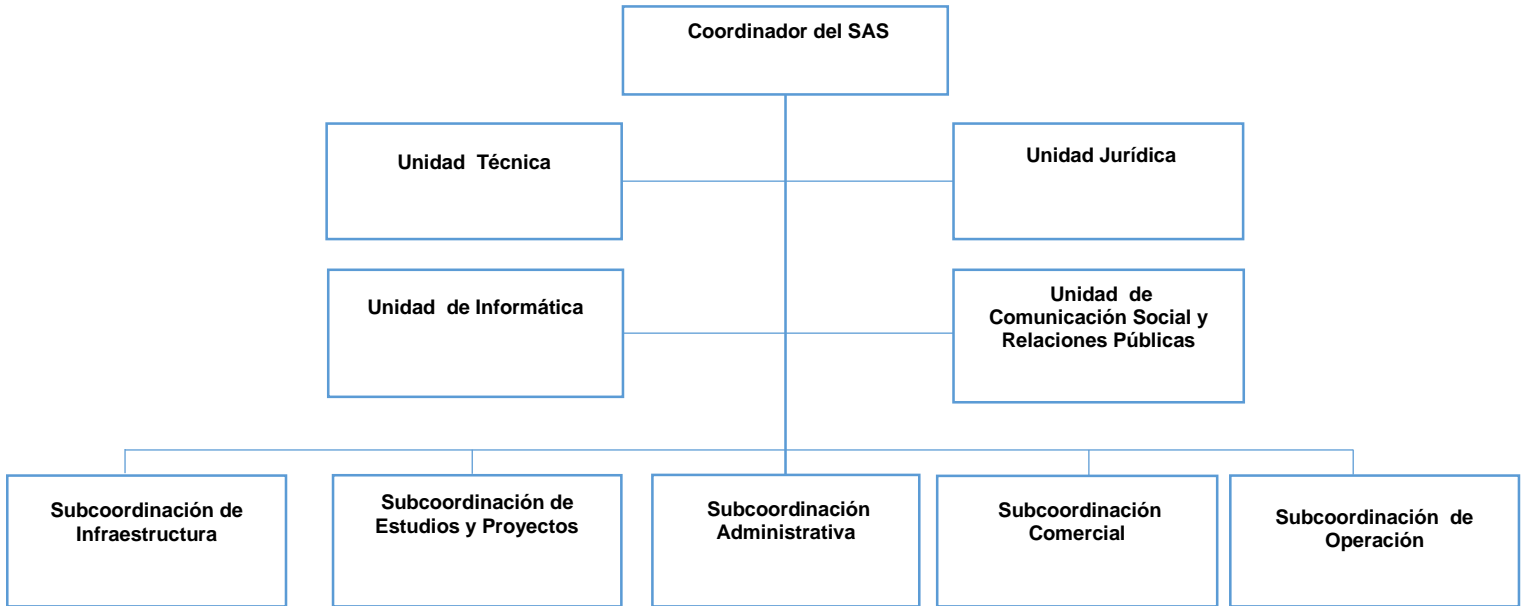 Coordinador del SAS
Unidad Técnica
Unidad Jurídica
Unidad de Informática
Unidad de
Comunicación Social y
Relaciones Públicas
Subcoordinación de
Infraestructura
Subcoordinación de
Estudios y Proyectos
Subcoordinación
Administrativa
Subcoordinación
Comercial
Subcoordinación de
Operación